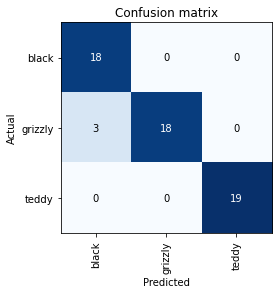 Confusion matrix
Actual
black 18 0 0
grizzly 3 18 0
teddy 0 0 19
black grizzly teddy
Predicted